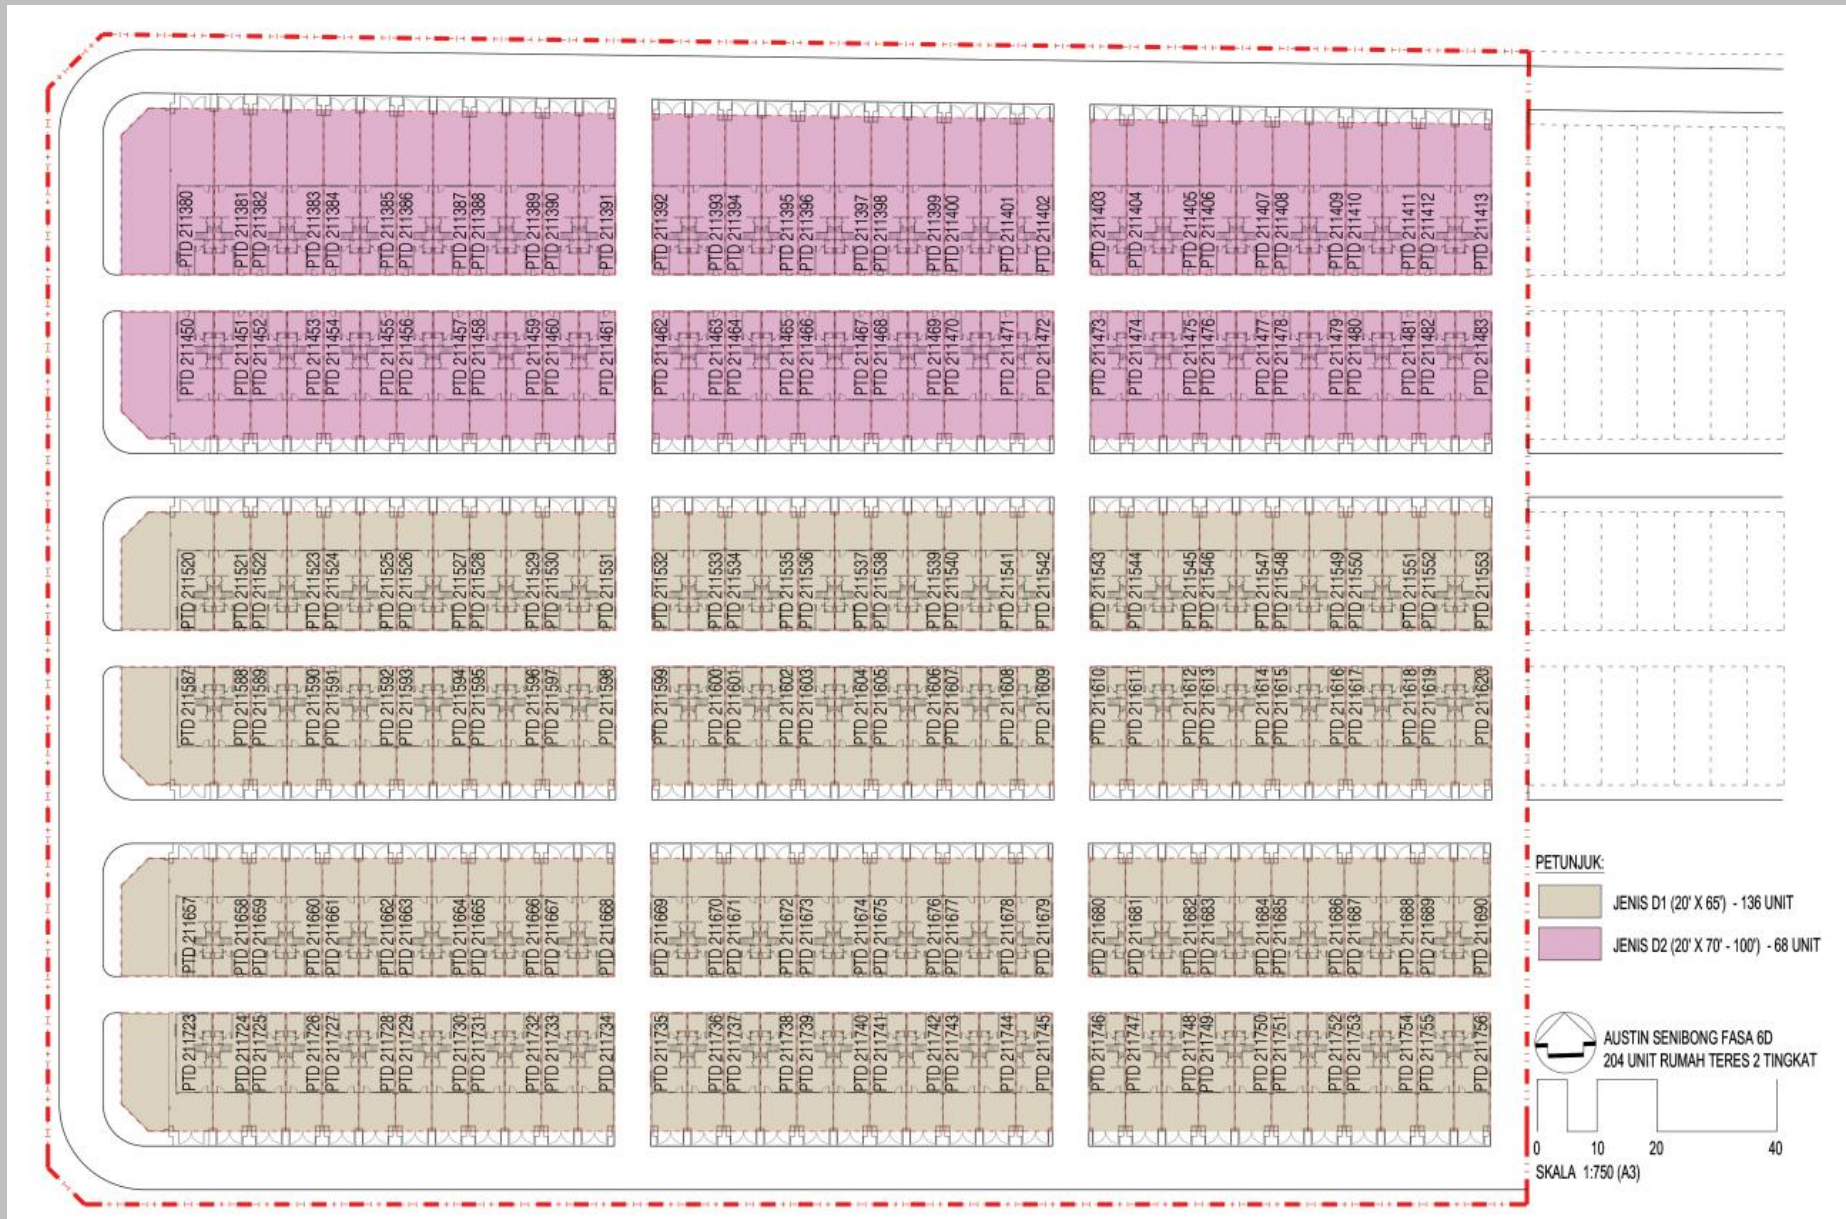 PTD 211380
PTD 211381
PTD 211382
PTD 211383
PTD 211384
PTD 211385
PTD 211386
PTD 211387
PTD 211388
PTD 211389
PTD 211390
PTD 211391
PTD 211392
PTD 211393
PTD 211394
PTD 211395
PTD 211396
PTD 211397
PTD 211398
PTD 211399
PTD 211400
PTD 211401
PTD 211402
PTD 211403
PTD 211404
PTD 211405
PTD 211406
PTD 211407
PTD 211408
PTD 211409
PTD 211410
PTD 211411
PTD 211412
PTD 211413
PTD 211450
PTD 211451
PTD 211452
PTD 211453
PTD 211454
PTD 211455
PTD 211456
PTD 211457
PTD 211458
PTD 211459
PTD 211460
PTD 211461
PTD 211462
PTD 211463
PTD 211464
PTD 211465
PTD 211466
PTD 211467
PTD 211468
PTD 211469
PTD 211470
PTD 211471
PTD 211472
PTD 211473
PTD 211474
PTD 211475
PTD 211476
PTD 211477
PTD 211478
PTD 211479
PTD 211480
PTD 211481
PTD 211482
PTD 211483
PTD 211520
PTD 211521
PTD 211522
PTD 211523
PTD 211524
PTD 211525
PTD 211526
PTD 211527
PTD 211528
PTD 211529
PTD 211530
PTD 211531
PTD 211532
PTD 211533
PTD 211534
PTD 211535
PTD 211536
PTD 211537
PTD 211538
PTD 211539
PTD 211540
PTD 211541
PTD 211542
PTD 211543
PTD 211544
PTD 211545
PTD 211546
PTD 211547
PTD 211548
PTD 211549
PTD 211550
PTD 211551
PTD 211552
PTD 211553
PTD 211587
PTD 211588
PTD 211589
PTD 211590
PTD 211591
PTD 211592
PTD 211593
PTD 211594
PTD 211595
PTD 211596
PTD 211597
PTD 211598
PTD 211599
PTD 211600
PTD 211601
PTD 211602
PTD 211603
PTD 211604
PTD 211605
PTD 211606
PTD 211607
PTD 211608
PTD 211609
PTD 211610
PTD 211611
PTD 211612
PTD 211613
PTD 211614
PTD 211615
PTD 211616
PTD 211617
PTD 211618
PTD 211619
PTD 211620
PTD 211657
PTD 211658
PTD 211659
PTD 211660
PTD 211661
PTD 211662
PTD 211663
PTD 211664
PTD 211665
PTD 211666
PTD 211667
PTD 211668
PTD 211669
PTD 211670
PTD 211671
PTD 211672
PTD 211673
PTD 211674
PTD 211675
PTD 211676
PTD 211677
PTD 211678
PTD 211679
PTD 211680
PTD 211681
PTD 211682
PTD 211683
PTD 211684
PTD 211685
PTD 211686
PTD 211687
PTD 211688
PTD 211689
PTD 211690
PTD 211723
PTD 211724
PTD 211725
PTD 211726
PTD 211727
PTD 211728
PTD 211729
PTD 211730
PTD 211731
PTD 211732
PTD 211733
PTD 211734
PTD 211735
PTD 211736
PTD 211737
PTD 211738
PTD 211739
PTD 211740
PTD 211741
PTD 211742
PTD 211743
PTD 211744
PTD 211745
PTD 211746
PTD 211747
PTD 211748
PTD 211749
PTD 211750
PTD 211751
PTD 211752
PTD 211753
PTD 211754
PTD 211755
PTD 211756
PETUNJUK:
JENIS D1 (20' X 65') - 136 UNIT
JENIS D2 (20' X 70' - 100') - 68 UNIT
AUSTIN SENIBONG FASA 6D
204 UNIT RUMAH TERES 2 TINGKAT
0 10 20 40
SKALA 1:750 (A3)